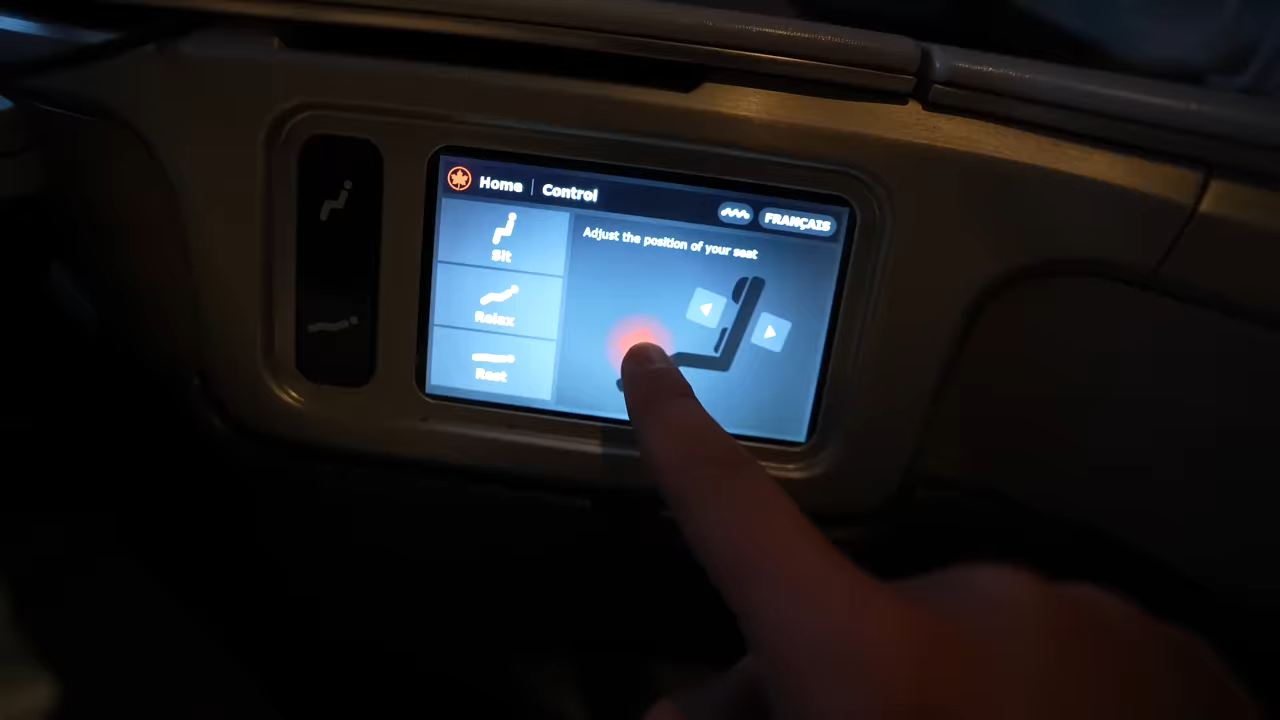 Home | Control
FRANÇAIS
Adjust the position of your seat
Sit
Relax
Rest